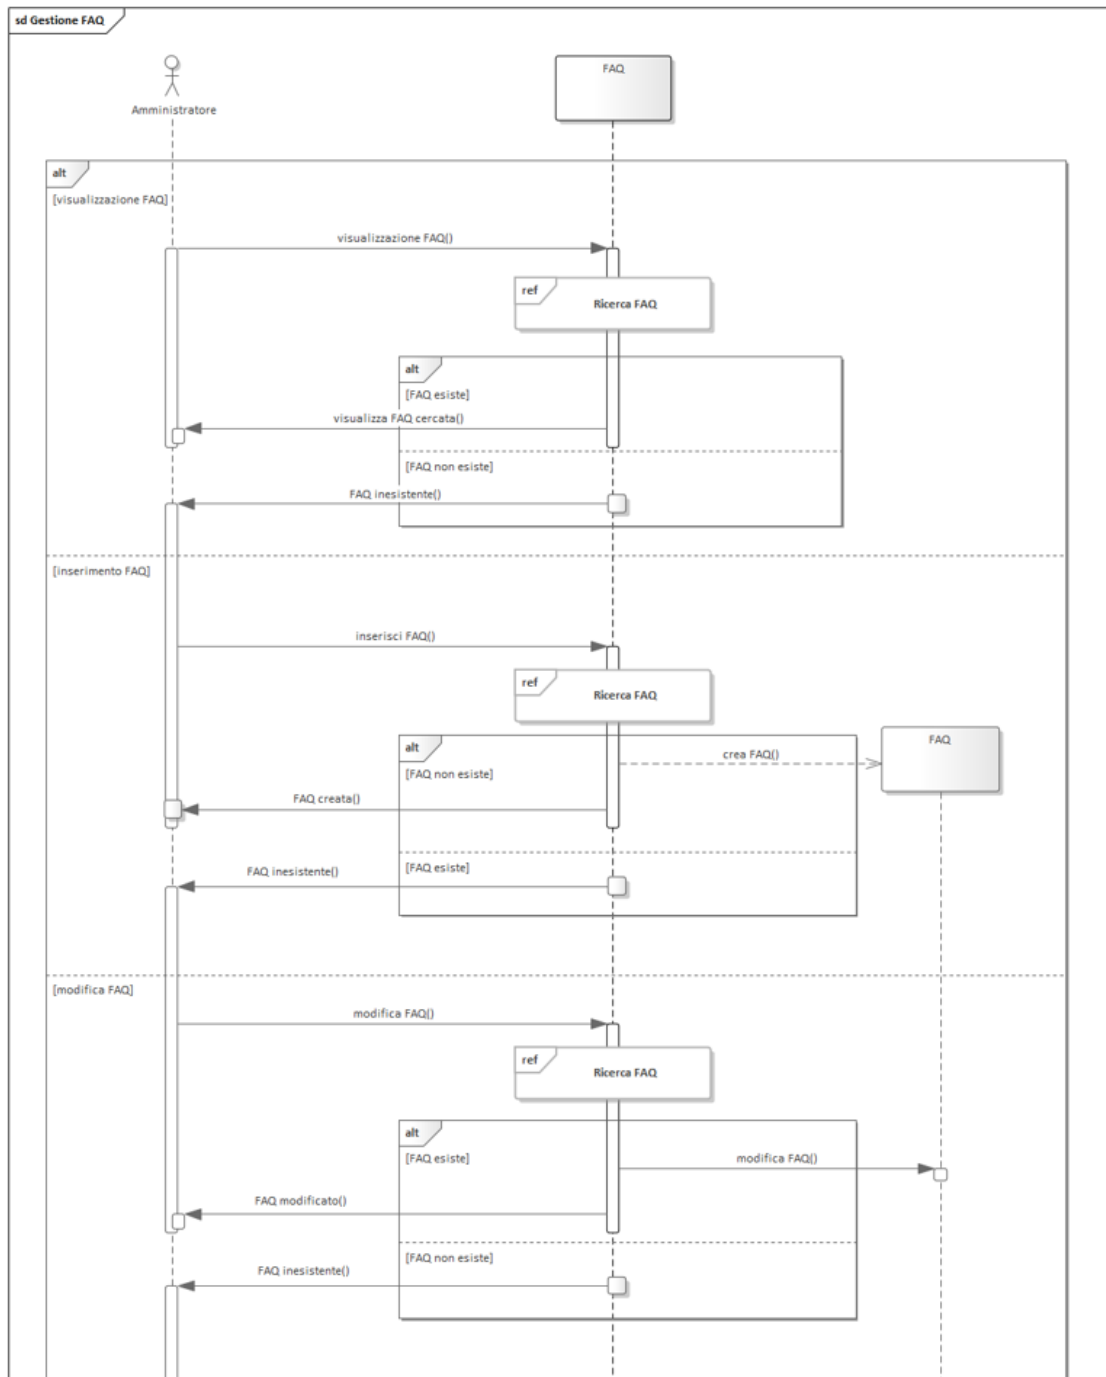 sd Gestione FAQ
FAQ
Amministratore
alt
[visualizzazione FAQ]
visualizzazione FAQ()
ref
Ricerca FAQ
alt
[FAQ esiste]
visualizza FAQ cercata()
[FAQ non esiste]
FAQ inesistente()
[inserimento FAQ]
inserisci FAQ()
ref
Ricerca FAQ
FAQ
alt
crea FAQ()
[FAQ non esiste]
FAQ creata()
[FAQ esiste]
FAQ inesistente()
[modifica FAQ]
modifica FAQ()
ref
Ricerca FAQ
alt
[FAQ esiste]
modifica FAQ()
FAQ modificato()
[FAQ non esiste]
FAQ inesistente()